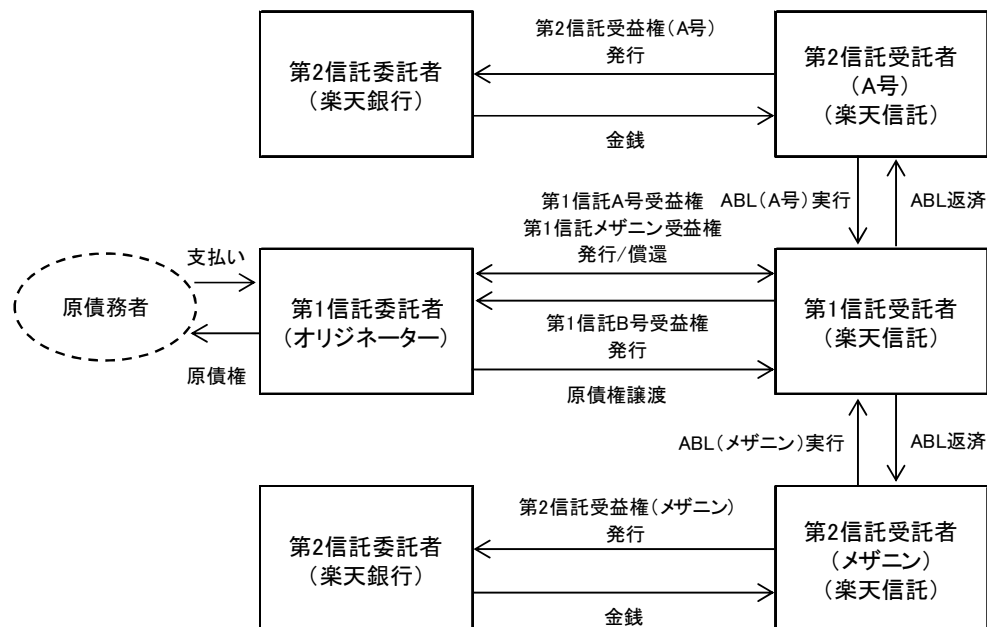 第2信託受益権(A号)
発行
第2信託委託者
(楽天銀行)
第2信託受託者
(A号)
(楽天信託)
金銭
第1信託A号受益権
第1信託メザニン受益権
発行/償還
ABL(A号)実行
ABL返済
支払い
原債務者
第1信託委託者
(オリジネーター)
第1信託受託者
(楽天信託)
第1信託B号受益権
発行
原債権
原債権譲渡
ABL(メザニン)実行
ABL返済
第2信託受益権(メザニン)
発行
第2信託委託者
(楽天銀行)
第2信託受託者
(メザニン)
(楽天信託)
金銭